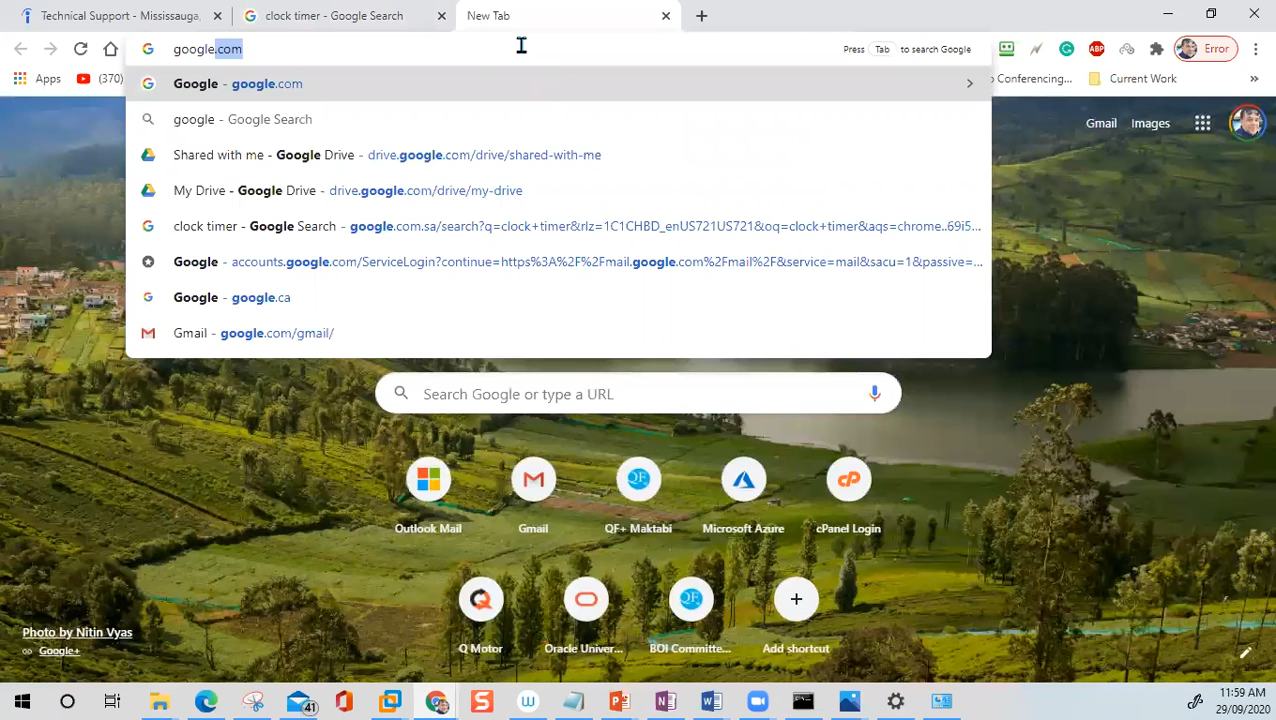 Technical Support - Mississauga,
clock timer - Google Search
New Tab
google.com
Press Tab to search Google
ABP
Error
Apps
(370)
Conferencing...
Current Work
Google - google.com
google - Google Search
Shared with me - Google Drive - drive.google.com/drive/shared-with-me
My Drive - Google Drive - drive.google.com/drive/my-drive
clock timer - Google Search - google.com.sa/search?q=clock+timer&rlz=1C1CHBD_enUS721US721&oq=clock+timer&aqs=chrome..69i5...
Google - accounts.google.com/ServiceLogin?continue=https%3A%2F%2Fmail.google.com%2Fmail%2F&service=mail&sacu=1&passive=...
Google - google.ca
Gmail - google.com/gmail/
Gmail
Images
Search Google or type a URL
QF
cP
Outlook Mail
Gmail
QF+ Maktabi
Microsoft Azure
cPanel Login
QF
Q Motor
Oracle Univer...
BOI Committe...
Add shortcut
Photo by Nitin Vyas
Google+
41
11:59 AM
29/09/2020